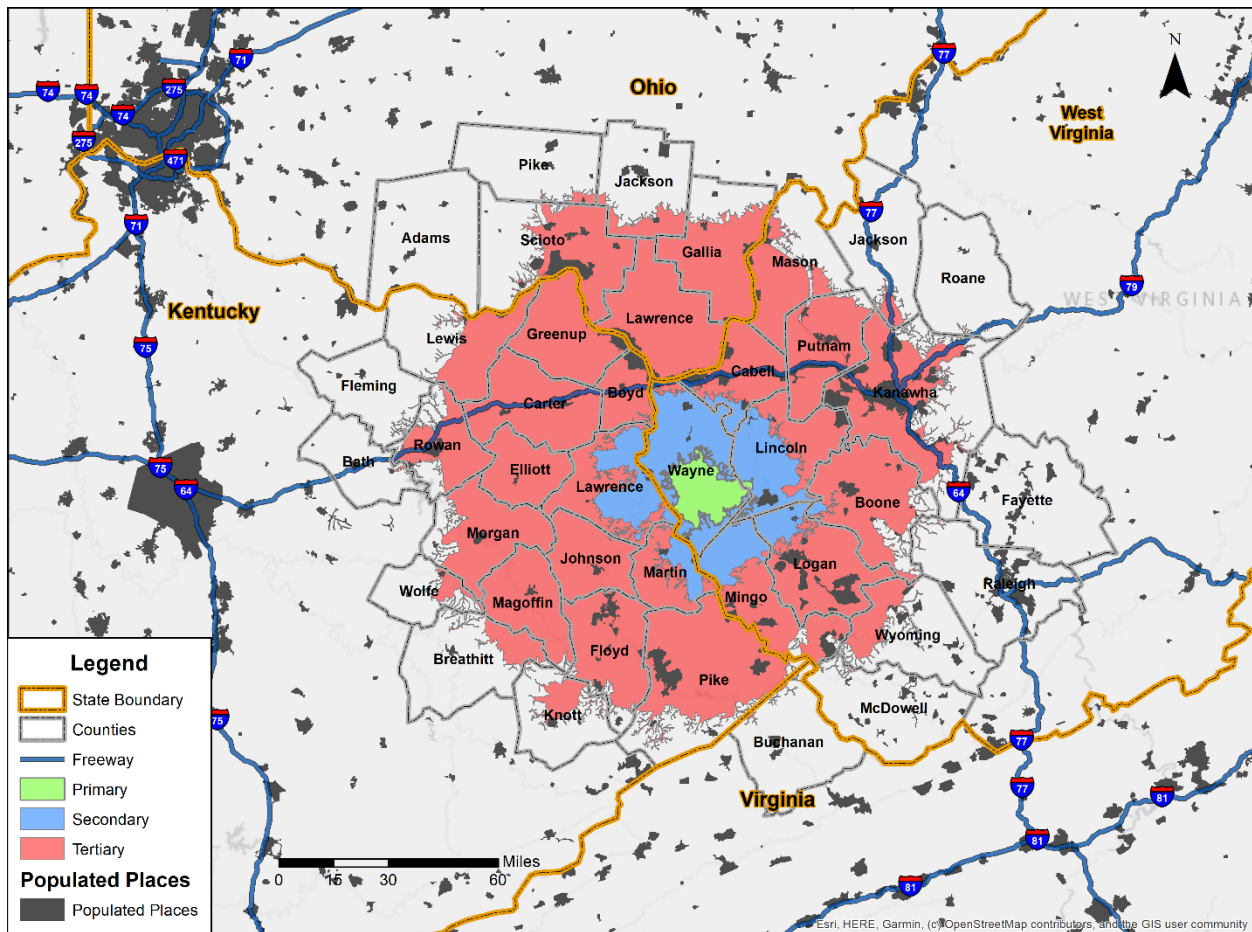 71
77
N
74
74
275
74
Ohio
West
Virginia
275
471
Pike
Jackson
71
77
Adams
Scioto
Gallia
Jackson
Mason
Roane
79
WEST VIRGINIA
Kentucky
Lawrence
75
Lewis
Greenup
Putnam
Fleming
Boyd
Cabell
Kanawha
Carter
Rowan
Bath
75
64
Elliott
Lawrence
Wayne
Lincoln
64
Fayette
Boone
Morgan
Johnson
Martin
Logan
Raleigh
Wolfe
Magoffin
Mingo
Wyoming
Breathitt
Floyd
Pike
McDowell
Knott
Buchanan
75
77
Virginia
77
81
81
81
Legend
State Boundary
Counties
Freeway
Primary
Secondary
Tertiary
Populated Places
Populated Places
Miles
0 15 30 60
Esri, HERE, Garmin, (c) OpenStreetMap contributors, and the GIS user community